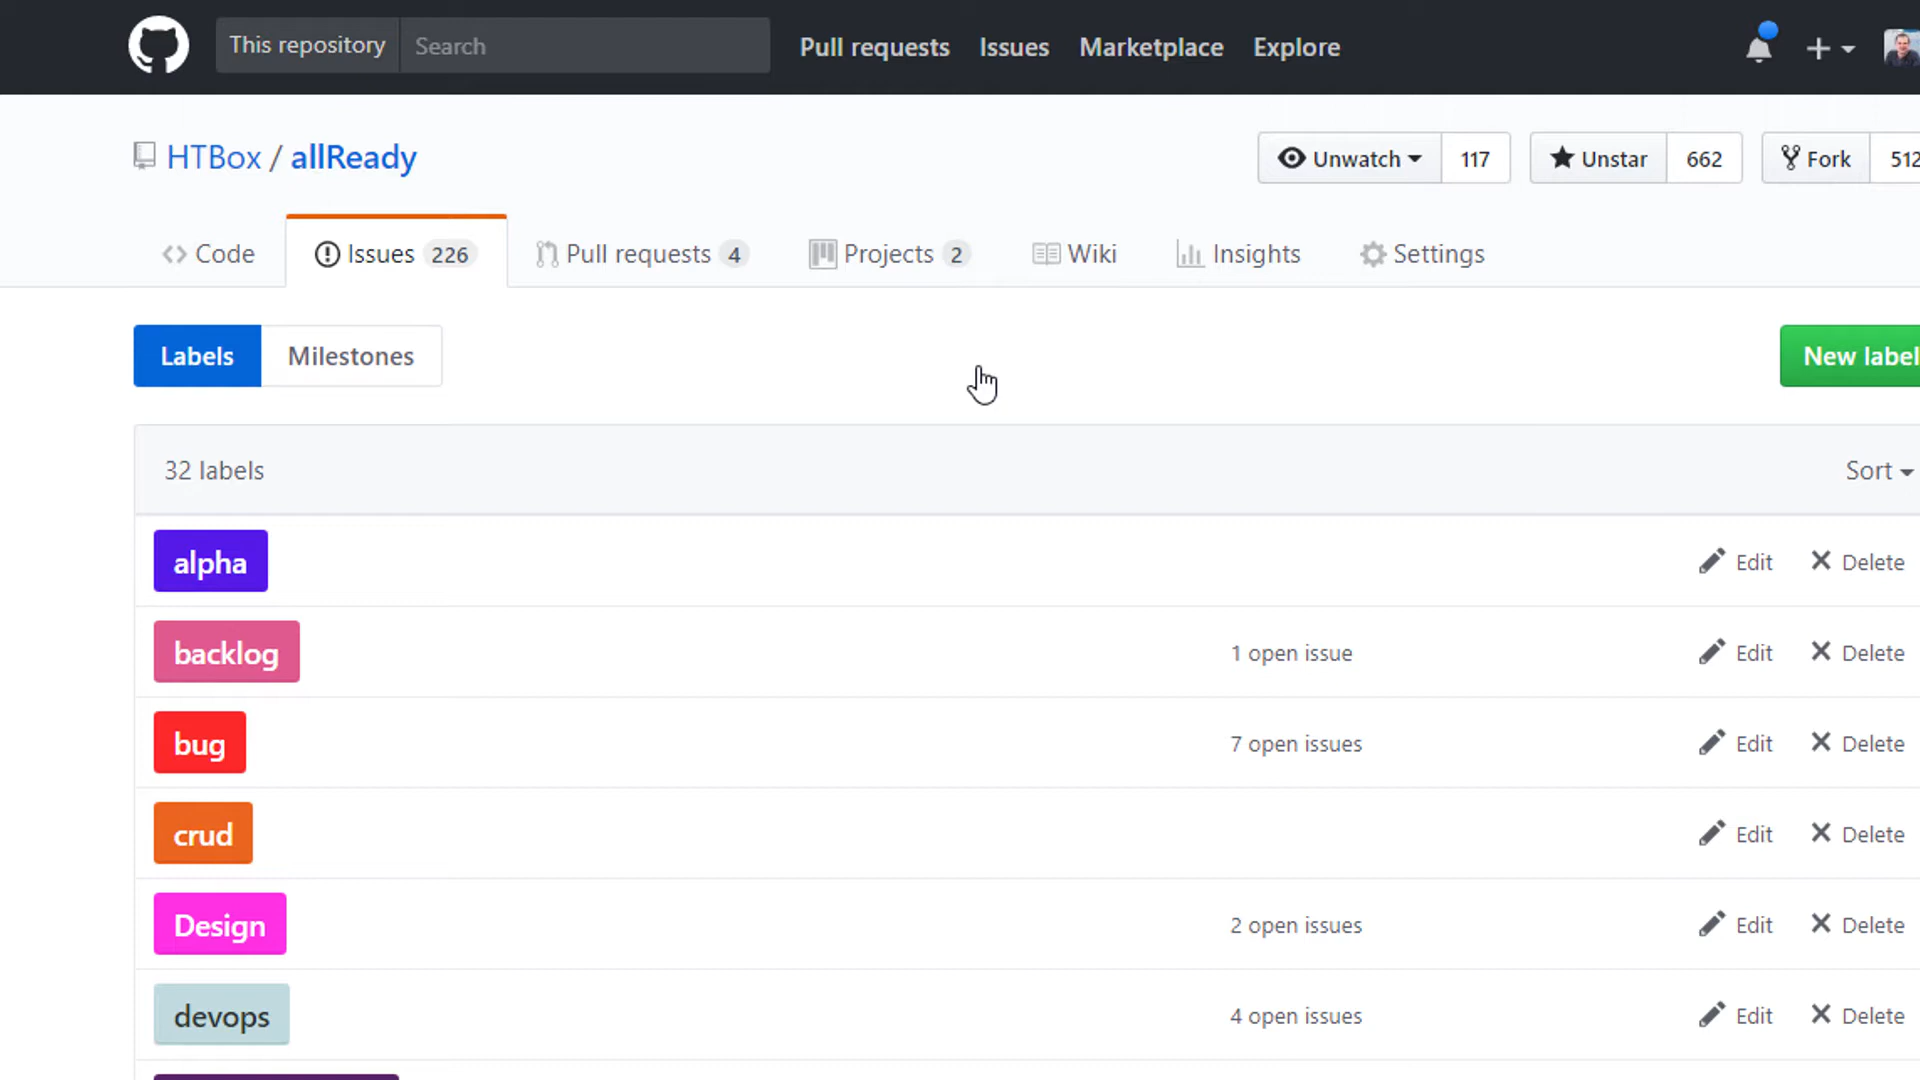 This repository Search Pull requests Issues Marketplace Explore
HTBox / allReady Unwatch 117 Unstar 662 Fork 512
Code Issues 226 Pull requests 4 Projects 2 Wiki Insights Settings
Labels Milestones New label
32 labels Sort
alpha Edit Delete
backlog 1 open issue Edit Delete
bug 7 open issues Edit Delete
crud Edit Delete
Design 2 open issues Edit Delete
devops 4 open issues Edit Delete